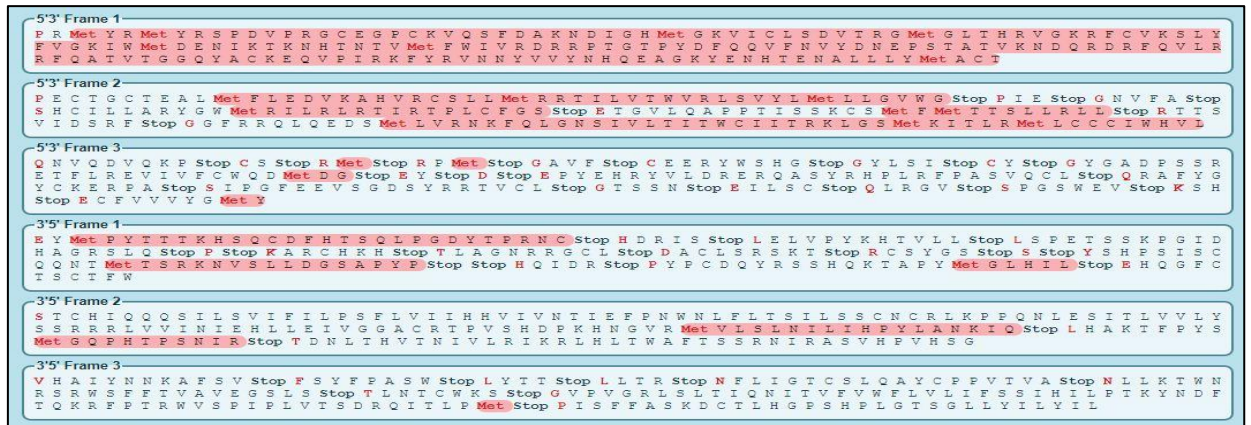 5'3' Frame 1
P R Met Y R Met Y R S P D V P R G C E G P C K V Q S F D A K N D I G H Met G K V I C L S D V T R G Met G L T H R V G K R F C V K S L Y
F V G K I W Met D E N I K T K N H T N T V Met F W I V R D R R P T G T P Y D F Q Q V F N V Y D N E P S T A T V K N D Q R D R F Q V L R
R F Q A T V T G G Q Y A C K E Q V P I R K F Y R V N N Y V V Y N H Q E A G K Y E N H T E N A L L L Y Met A C T
5'3' Frame 2
P E C T G C T E A L Met F L E D V K A H V R C S L L Met R R T I L V T W V R L S V Y L Met L L G V W G Stop P I E Stop G N V F A Stop
S H C I L L A R Y G W Met R I L R L R T I R T P L C F G S Stop E T G V L Q A P P T I S S K C S Met F Met T T S L L R L L Stop R T T S
V I D S R F Stop G G F R R Q L Q E D S Met L V R N K F Q L G N S I V L T I T W C I I T R K L G S Met K I T L R Met L C C C I W H V L
5'3' Frame 3
Q N V Q D V Q K P Stop C S Stop R Met Stop R P Met Stop G A V F Stop C E E R Y W S H G Stop G Y L S I Stop C Y Stop G Y G A D P S S R
E T F L R E V I V F C W Q D Met D G Stop E Y Stop D Stop E P Y E H R Y V L D R E R Q A S Y R H P L R F P A S V Q C L Stop Q R A F Y G
Y C K E R P A Stop S I P G F E E V S G D S Y R R T V C L Stop G T S S N Stop E I L S C Stop Q L R G V Stop S P G S W E V Stop K S H
Stop E C F V V V Y G Met Y
3'5' Frame 1
E Y Met P Y T T T K H S Q C D F H T S Q L P G D Y T P R N C Stop H D R I S Stop L E L V P Y K H T V L L Stop L S P E T S S K P G I D
H A G R S L Q Stop P Stop K A R C H K H Stop T L A G N R R G C L Stop D A C L S R S K T Stop R C S Y G S Stop S Stop Y S H P S I S C
Q Q N T Met T S R K N V S L L D G S A P Y P Stop Stop H Q I D R Stop P Y P C D Q Y R S S H Q K T A P Y Met G L H I L Stop E H Q G F C
T S C T F W
3'5' Frame 2
S T C H I Q Q Q S I L S V I F I L P S F L V I I H H V I V N T I E F P N W N L F L T S I L S S C N C R L K P P Q N L E S I T L V V L Y
S S R R R L V V I N I E H L L E I V G G A C R T P V S H D P K H N G V R Met V L S L N I L I H P Y L A N K I Q Stop L H A K T F P Y S
Met G Q P H T P S N I R Stop T D N L T H V T N I V L R I K R L H L T W A F T S S R N I R A S V H P V H S G
3'5' Frame 3
V H A I Y N N K A F S V Stop F S Y F P A S W Stop L Y T T Stop L L T R Stop N F L I G T C S L Q A Y C P P V T V A Stop N L L K T W N
R S R W S F F T V A V E G S L S Stop T L N T C W K S Stop G V P V G R L S L T I Q N I T V F V W F L V L I F S S I H I L P T K Y N D F
T Q K R F P T R W V S P I P L V T S D R Q I T L P Met Stop P I S F F A S K D C T L H G P S H P L G T S G L L Y I L Y I L